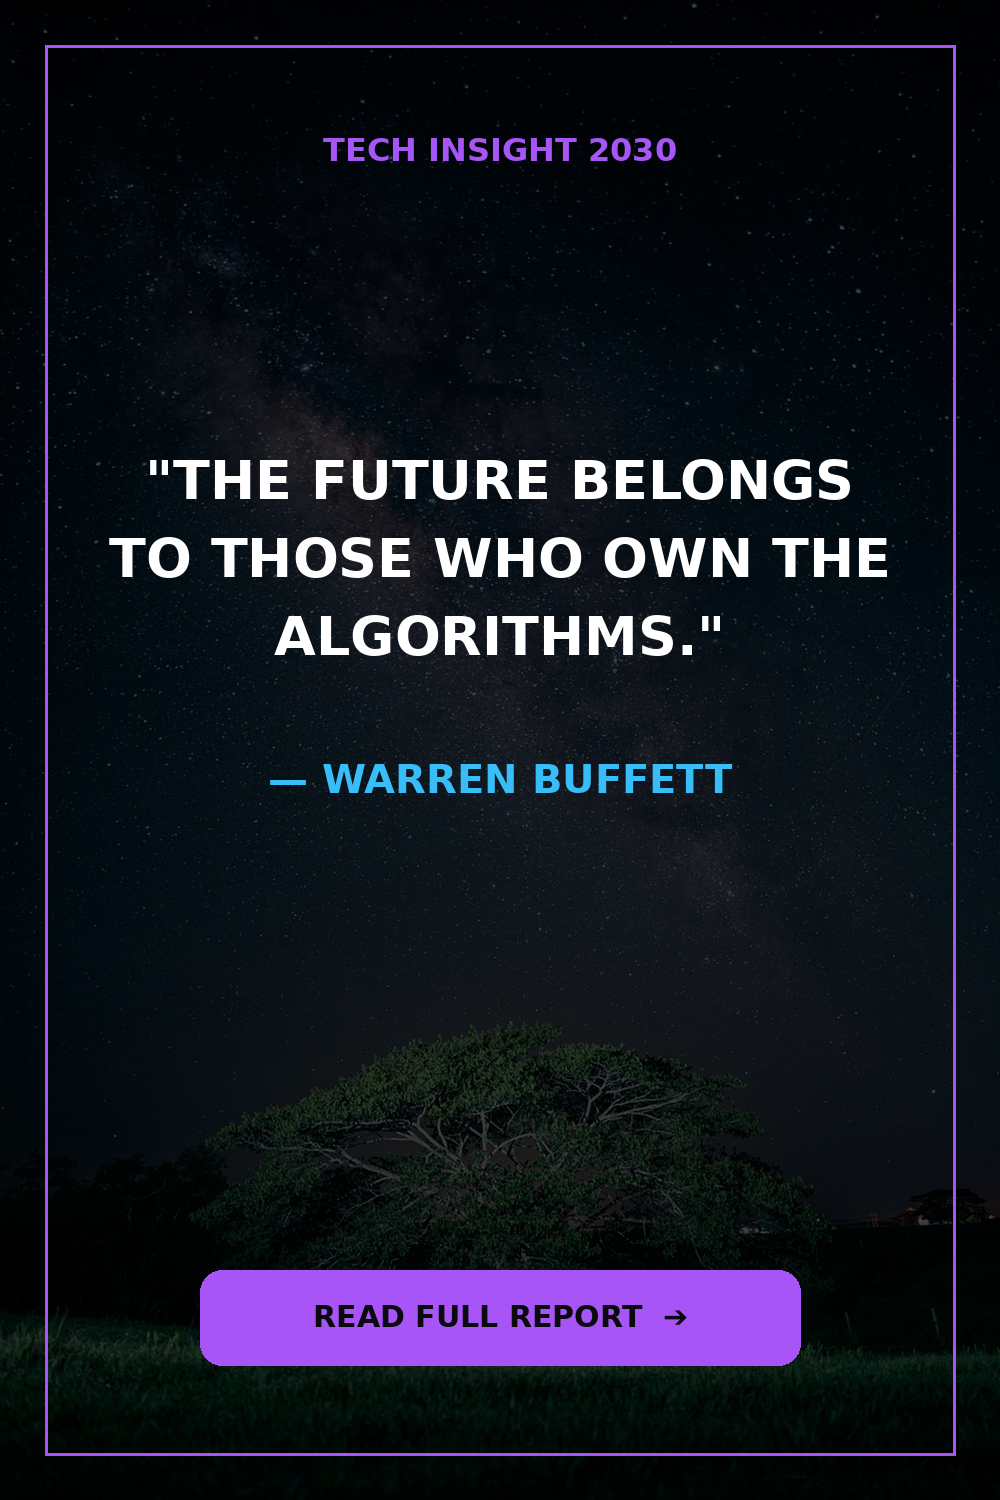 TECH INSIGHT 2030
"THE FUTURE BELONGS
TO THOSE WHO OWN THE
ALGORITHMS."
— WARREN BUFFETT
READ FULL REPORT ➔